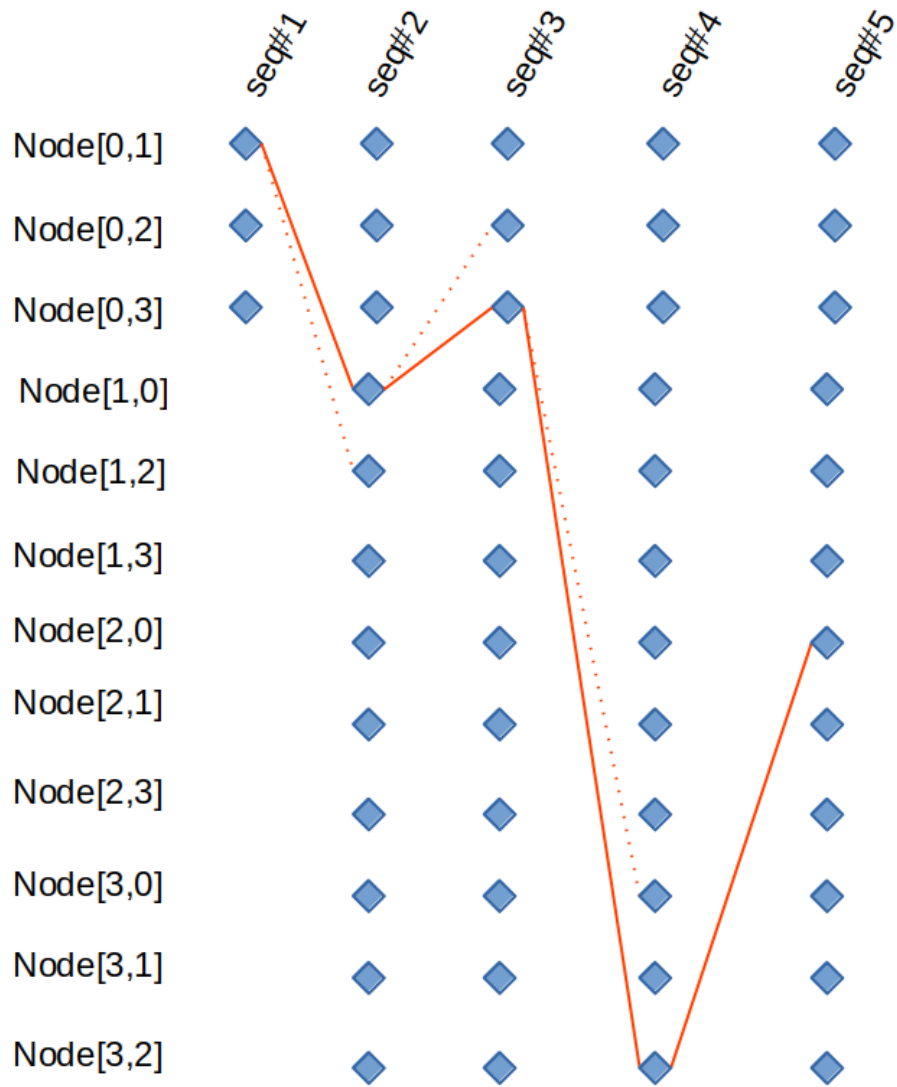 seq#1
seq#2
seq#3
seq#4
seq#5
Node[0,1]
Node[0,2]
Node[0,3]
Node[1,0]
Node[1,2]
Node[1,3]
Node[2,0]
Node[2,1]
Node[2,3]
Node[3,0]
Node[3,1]
Node[3,2]